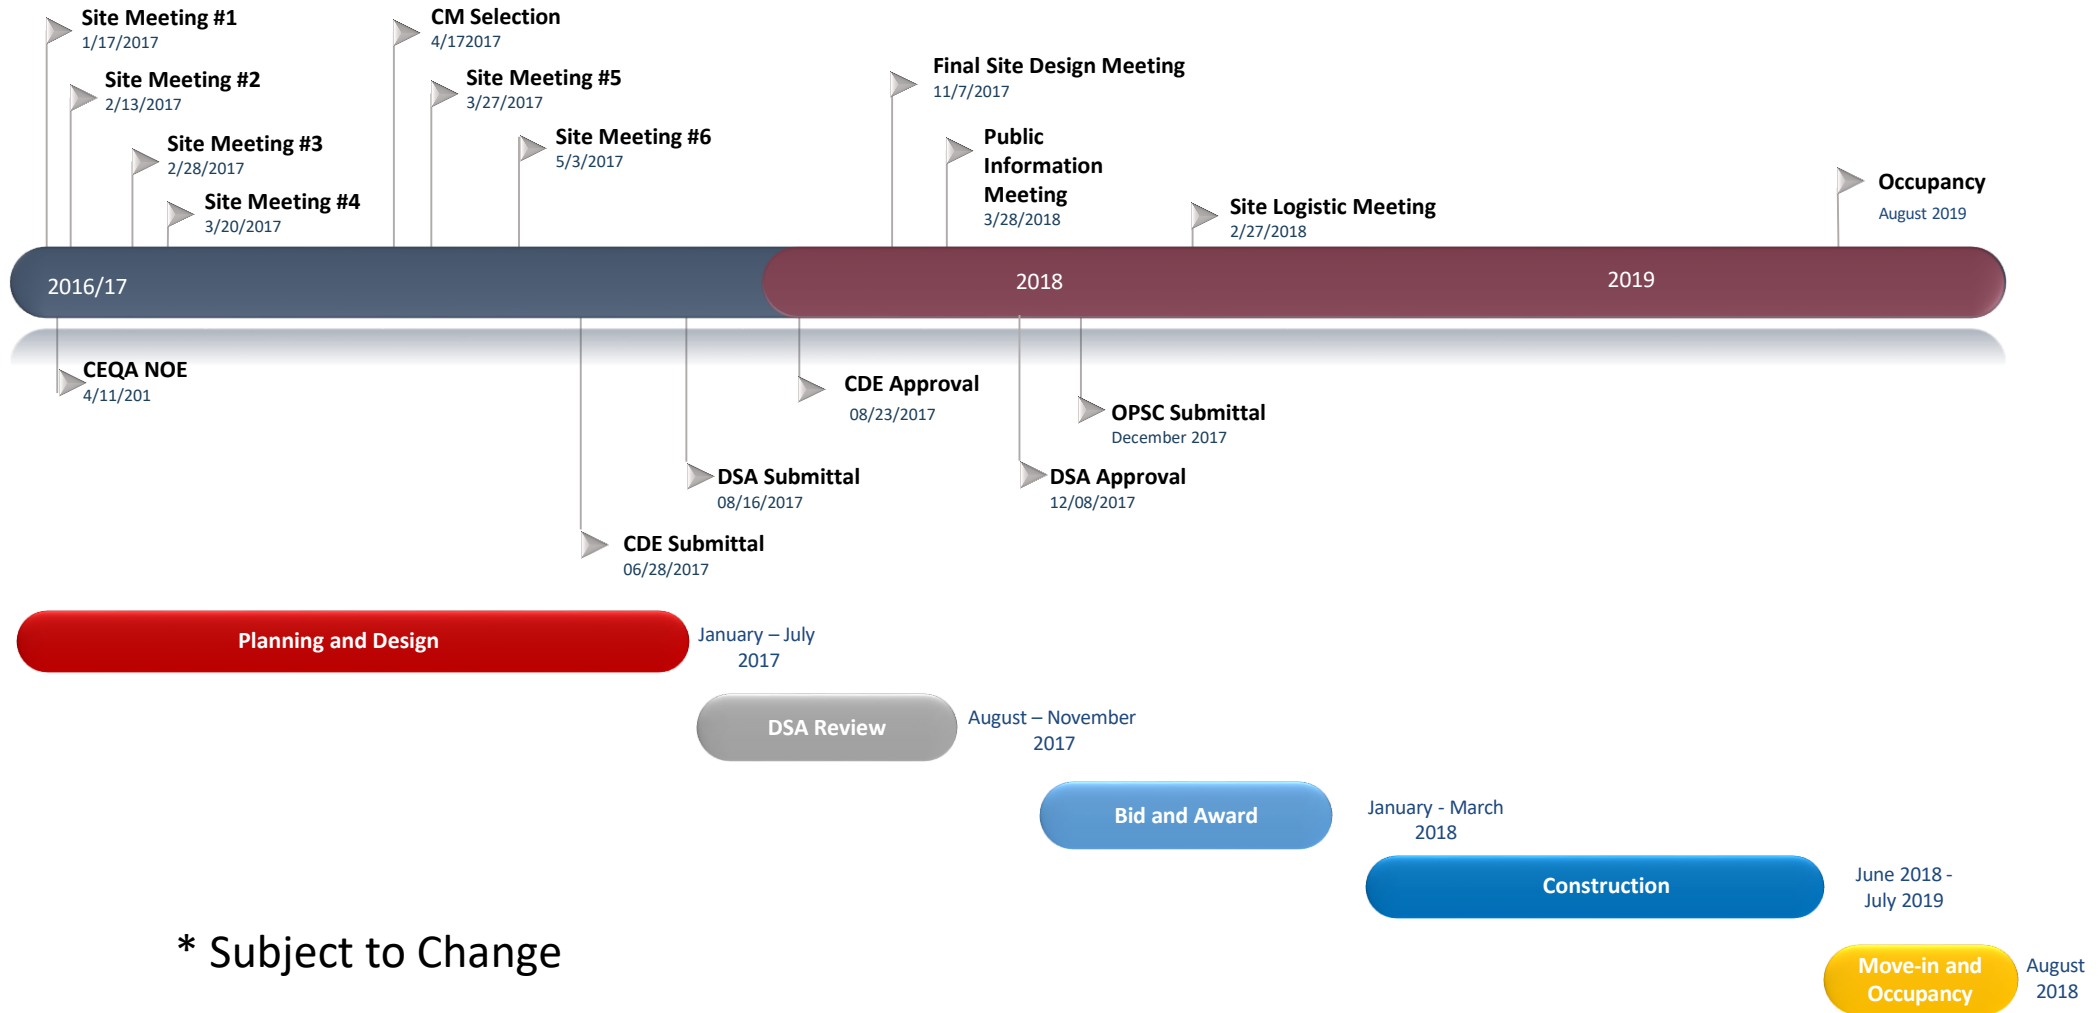 Site Meeting #1
1/17/2017
Site Meeting #2
2/13/2017
Site Meeting #3
2/28/2017
Site Meeting #4
3/20/2017
CM Selection
4/172017
Site Meeting #5
3/27/2017
Site Meeting #6
5/3/2017
Final Site Design Meeting
11/7/2017
Public
Information
Meeting
3/28/2018
Site Logistic Meeting
2/27/2018
Occupancy
August 2019
2016/17
2018
2019
CEQA NOE
4/11/201
CDE Approval
08/23/2017
OPSC Submittal
December 2017
DSA Submittal
08/16/2017
DSA Approval
12/08/2017
CDE Submittal
06/28/2017
Planning and Design
January – July
2017
DSA Review
August – November
2017
Bid and Award
January - March
2018
Construction
June 2018 -
July 2019
* Subject to Change
Move-in and
Occupancy
August
2018